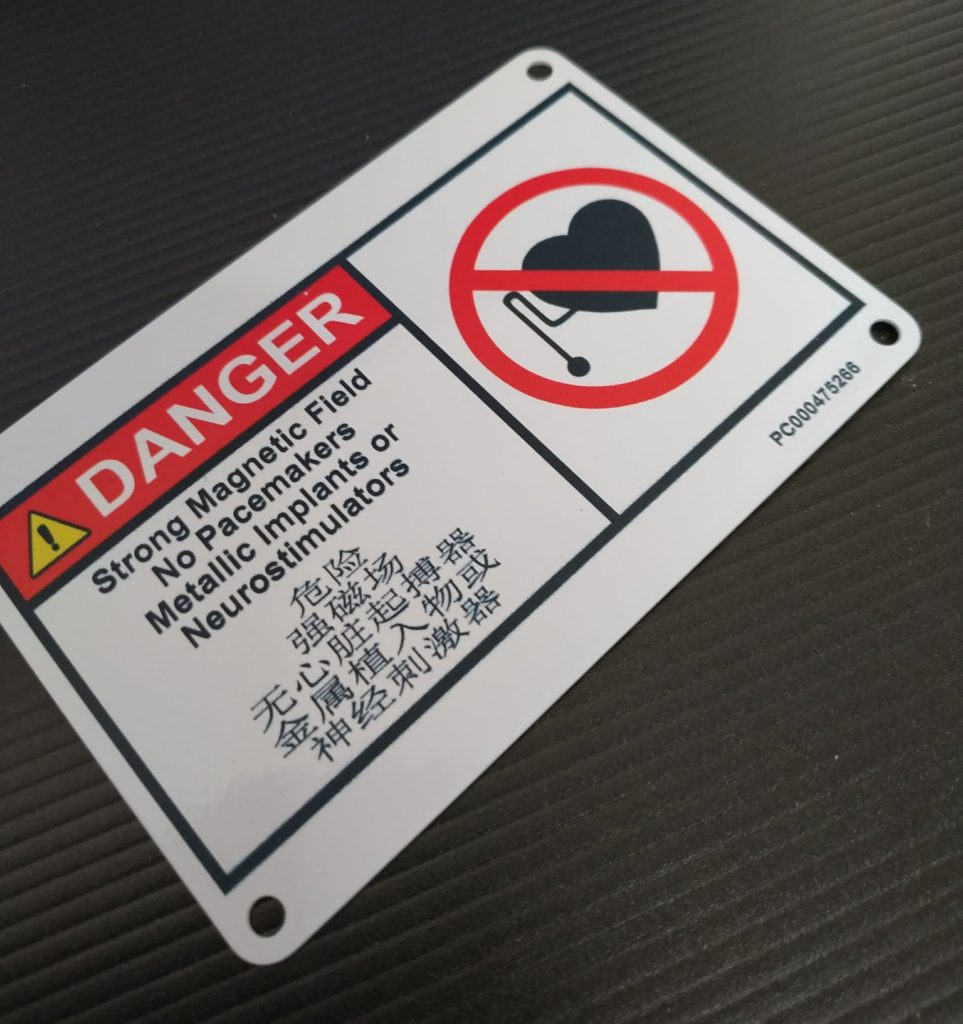 DANGER
Strong Magnetic Field
No Pacemakers
Metallic Implants or
Neurostimulators
危险
强磁场
无心脏起搏器
金属植入物或
神经刺激器
PC000475266